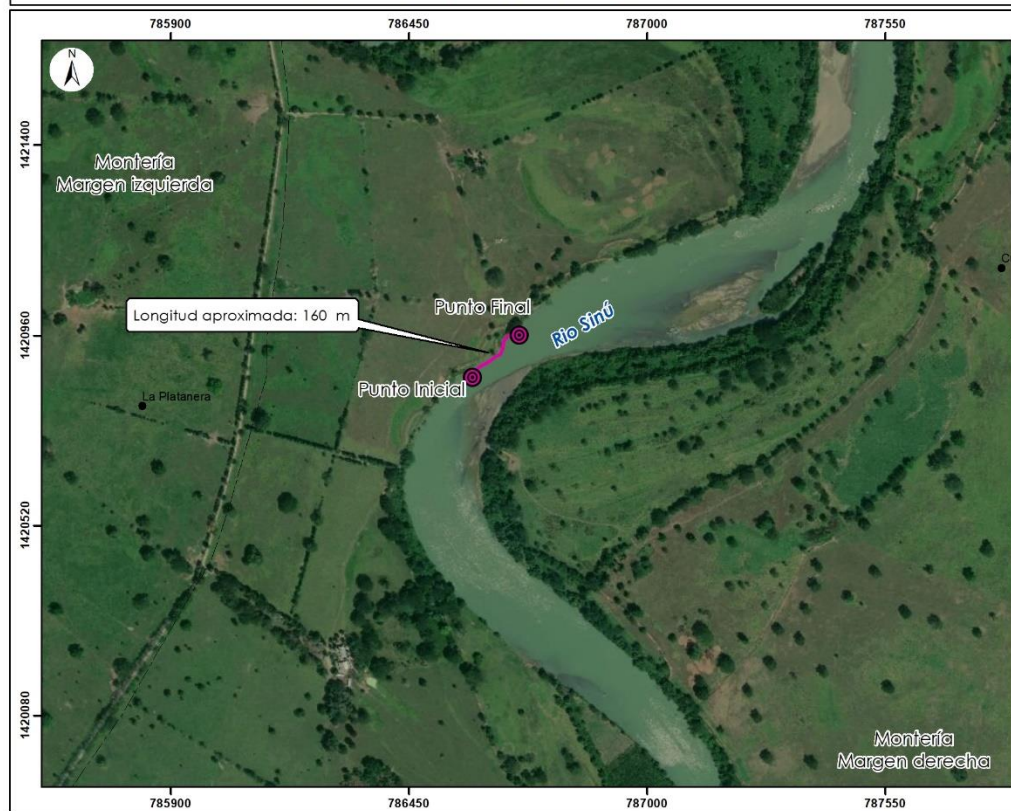 785900 786450 787000 787550
N
1421400
Montería
Margen izquierda
C
Punto Final
Longitud aproximada: 160 m
Rio Sinú
1420960
Punto Inicial
La Platanera
1420520
1420080
Montería
Margen derecha
785900 786450 787000 787550